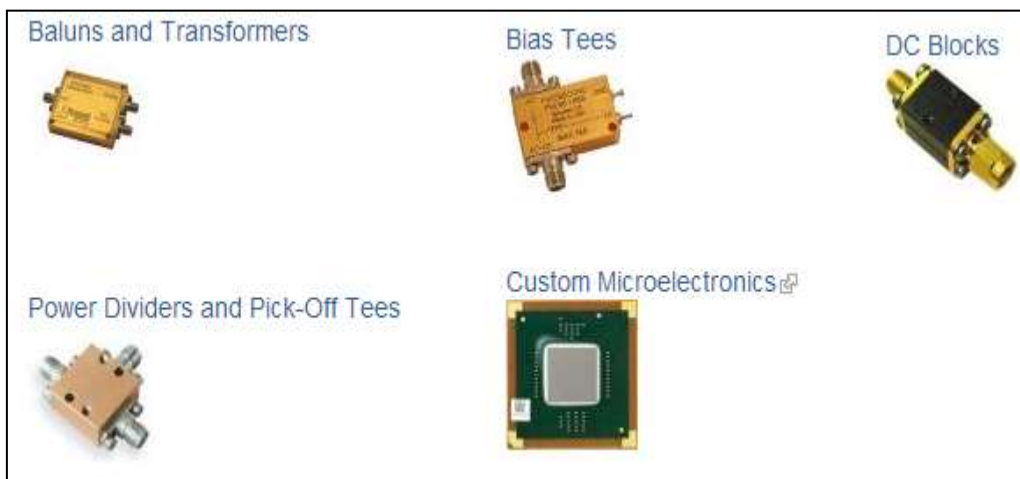 Baluns and Transformers
Bias Tees
DC Blocks
Power Dividers and Pick-Off Tees
Custom Microelectronics